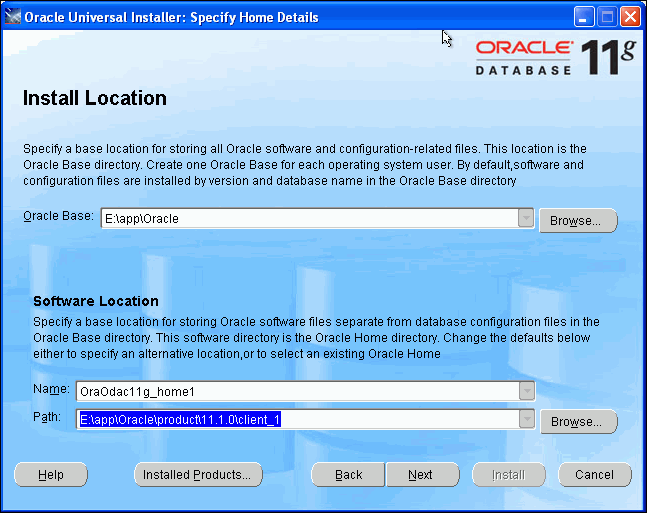 Oracle Universal Installer: Specify Home Details
ORACLE
DATABASE 11g
Install Location
Specify a base location for storing all Oracle software and configuration-related files. This location is the
Oracle Base directory. Create one Oracle Base for each operating system user. By default,software and
configuration files are installed by version and database name in the Oracle Base directory
Oracle Base: E:\app\Oracle Browse...
Software Location
Specify a base location for storing Oracle software files separate from database configuration files in the
Oracle Base directory. This software directory is the Oracle Home directory. Change the defaults below
either to specify an alternative location,or to select an existing Oracle Home
Name: OraOdac11g_home1
Path: E:\app\Oracle\product\11.1.0\client_1 Browse...
Help Installed Products... Back Next Install Cancel